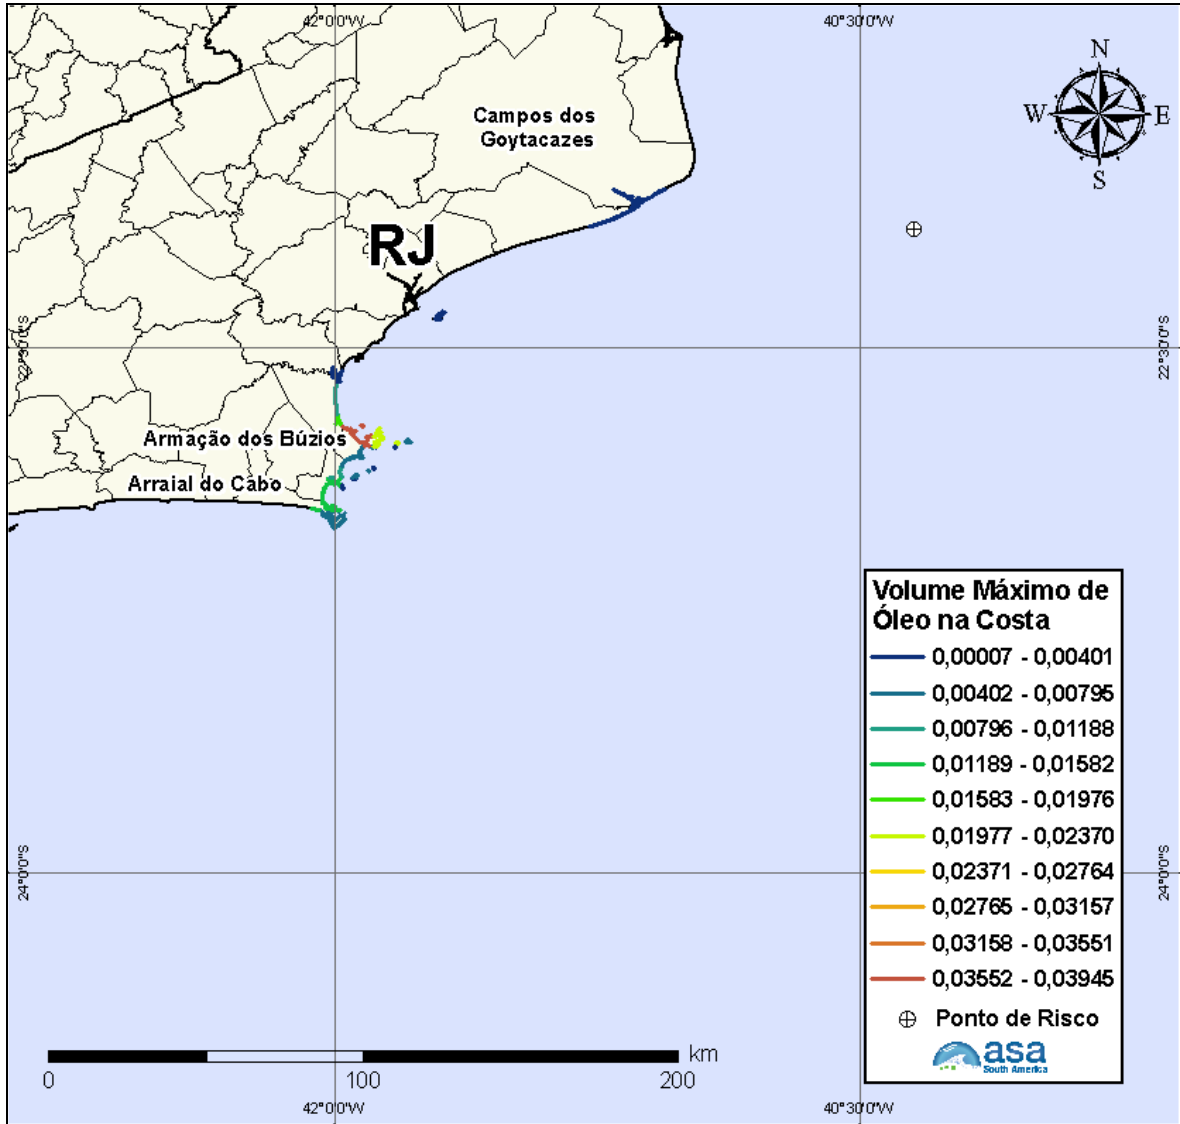 42°0'0"W
40°30'0"W
N
W
E
S
Campos dos
Goytacazes
RJ
22°30'0"S
22°30'0"S
Armação dos Búzios
Arraial do Cabo
Volume Máximo de
Óleo na Costa
0,00007 - 0,00401
0,00402 - 0,00795
0,00796 - 0,01188
0,01189 - 0,01582
0,01583 - 0,01976
0,01977 - 0,02370
0,02371 - 0,02764
0,02765 - 0,03157
0,03158 - 0,03551
0,03552 - 0,03945
Ponto de Risco
asa
South America
24°0'0"S
24°0'0"S
km
0
100
200
42°0'0"W
40°30'0"W